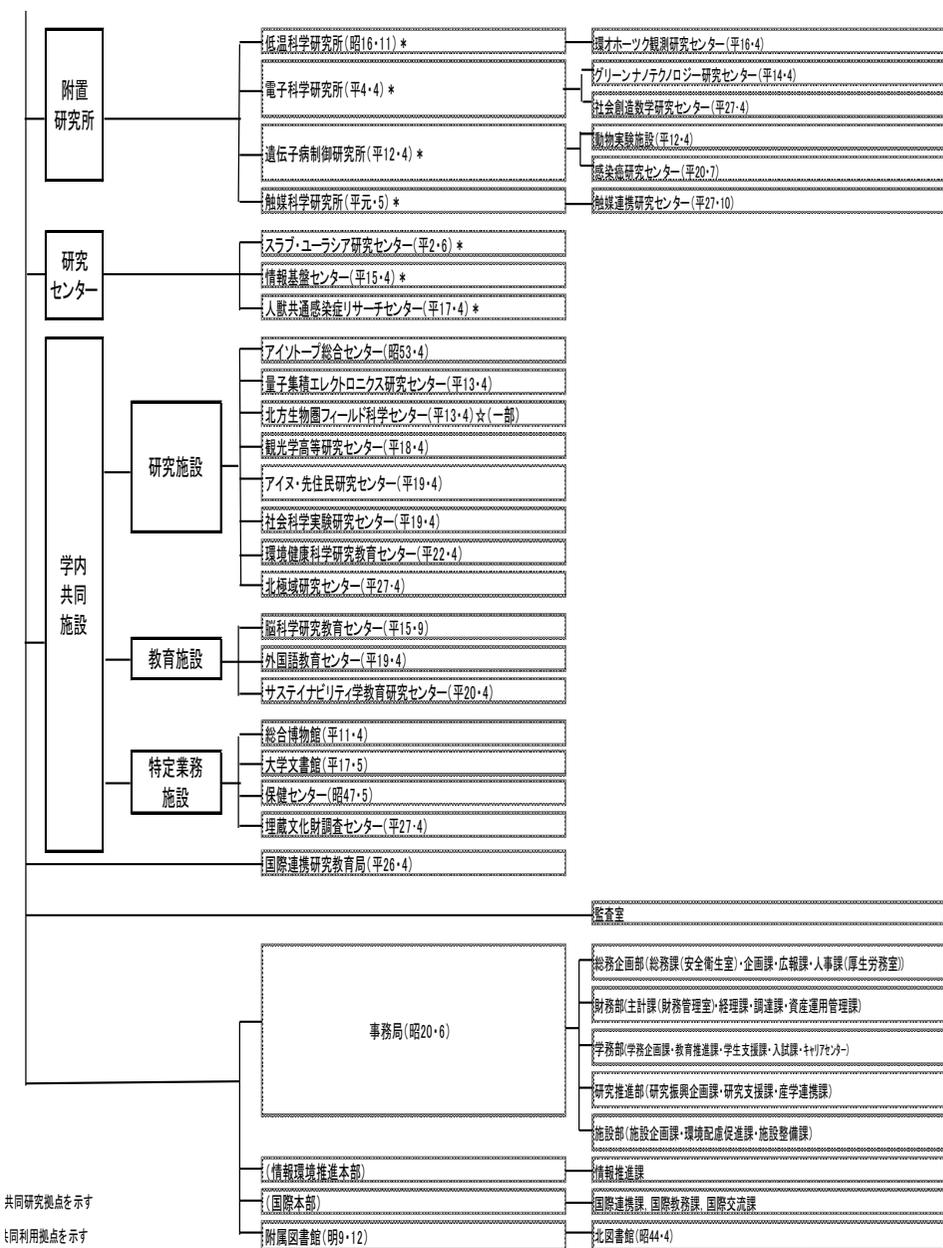 附置
研究所
低温科学研究所(昭16・11)＊
環オホーツク観測研究センター(平16・4)
電子科学研究所(平4・4)＊
グリーンナノテクノロジー研究センター(平14・4)
社会創造数学研究センター(平27・4)
遺伝子病制御研究所(平12・4)＊
動物実験施設(平12・4)
感染癌研究センター(平20・7)
触媒科学研究所(平元・5)＊
触媒連携研究センター(平27・10)
研究
センター
スラブ・ユーラシア研究センター(平2・6)＊
情報基盤センター(平15・4)＊
人獣共通感染症リサーチセンター(平17・4)＊
学内
共同
施設
研究施設
アイソトープ総合センター(昭53・4)
量子集積エレクトロニクス研究センター(平13・4)
北方生物圏フィールド科学センター(平13・4)☆(一部)
観光学高等研究センター(平18・4)
アイヌ・先住民研究センター(平19・4)
社会科学実験研究センター(平19・4)
環境健康科学研究教育センター(平22・4)
北極域研究センター(平27・4)
教育施設
脳科学研究教育センター(平15・9)
外国語教育センター(平19・4)
サステイナビリティ学教育研究センター(平20・4)
特定業務
施設
総合博物館(平11・4)
大学文書館(平17・5)
保健センター(昭47・5)
埋蔵文化財調査センター(平27・4)
国際連携研究教育局(平26・4)
監査室
事務局(昭20・6)
総務企画部(総務課(安全衛生室)・企画課・広報課・人事課(厚生労務室))
財務部(主計課(財務管理室)・経理課・調達課・資産運用管理課)
学務部(学務企画課・教育推進課・学生支援課・入試課・キャリアセンター)
研究推進部(研究振興企画課・研究支援課・産学連携課)
施設部(施設企画課・環境配慮促進課・施設整備課)
(情報環境推進本部)
情報推進課
(国際本部)
国際連携課, 国際教務課, 国際交流課
附属図書館(明9・12)
北図書館(昭44・4)
共同研究拠点を示す
共同利用拠点を示す